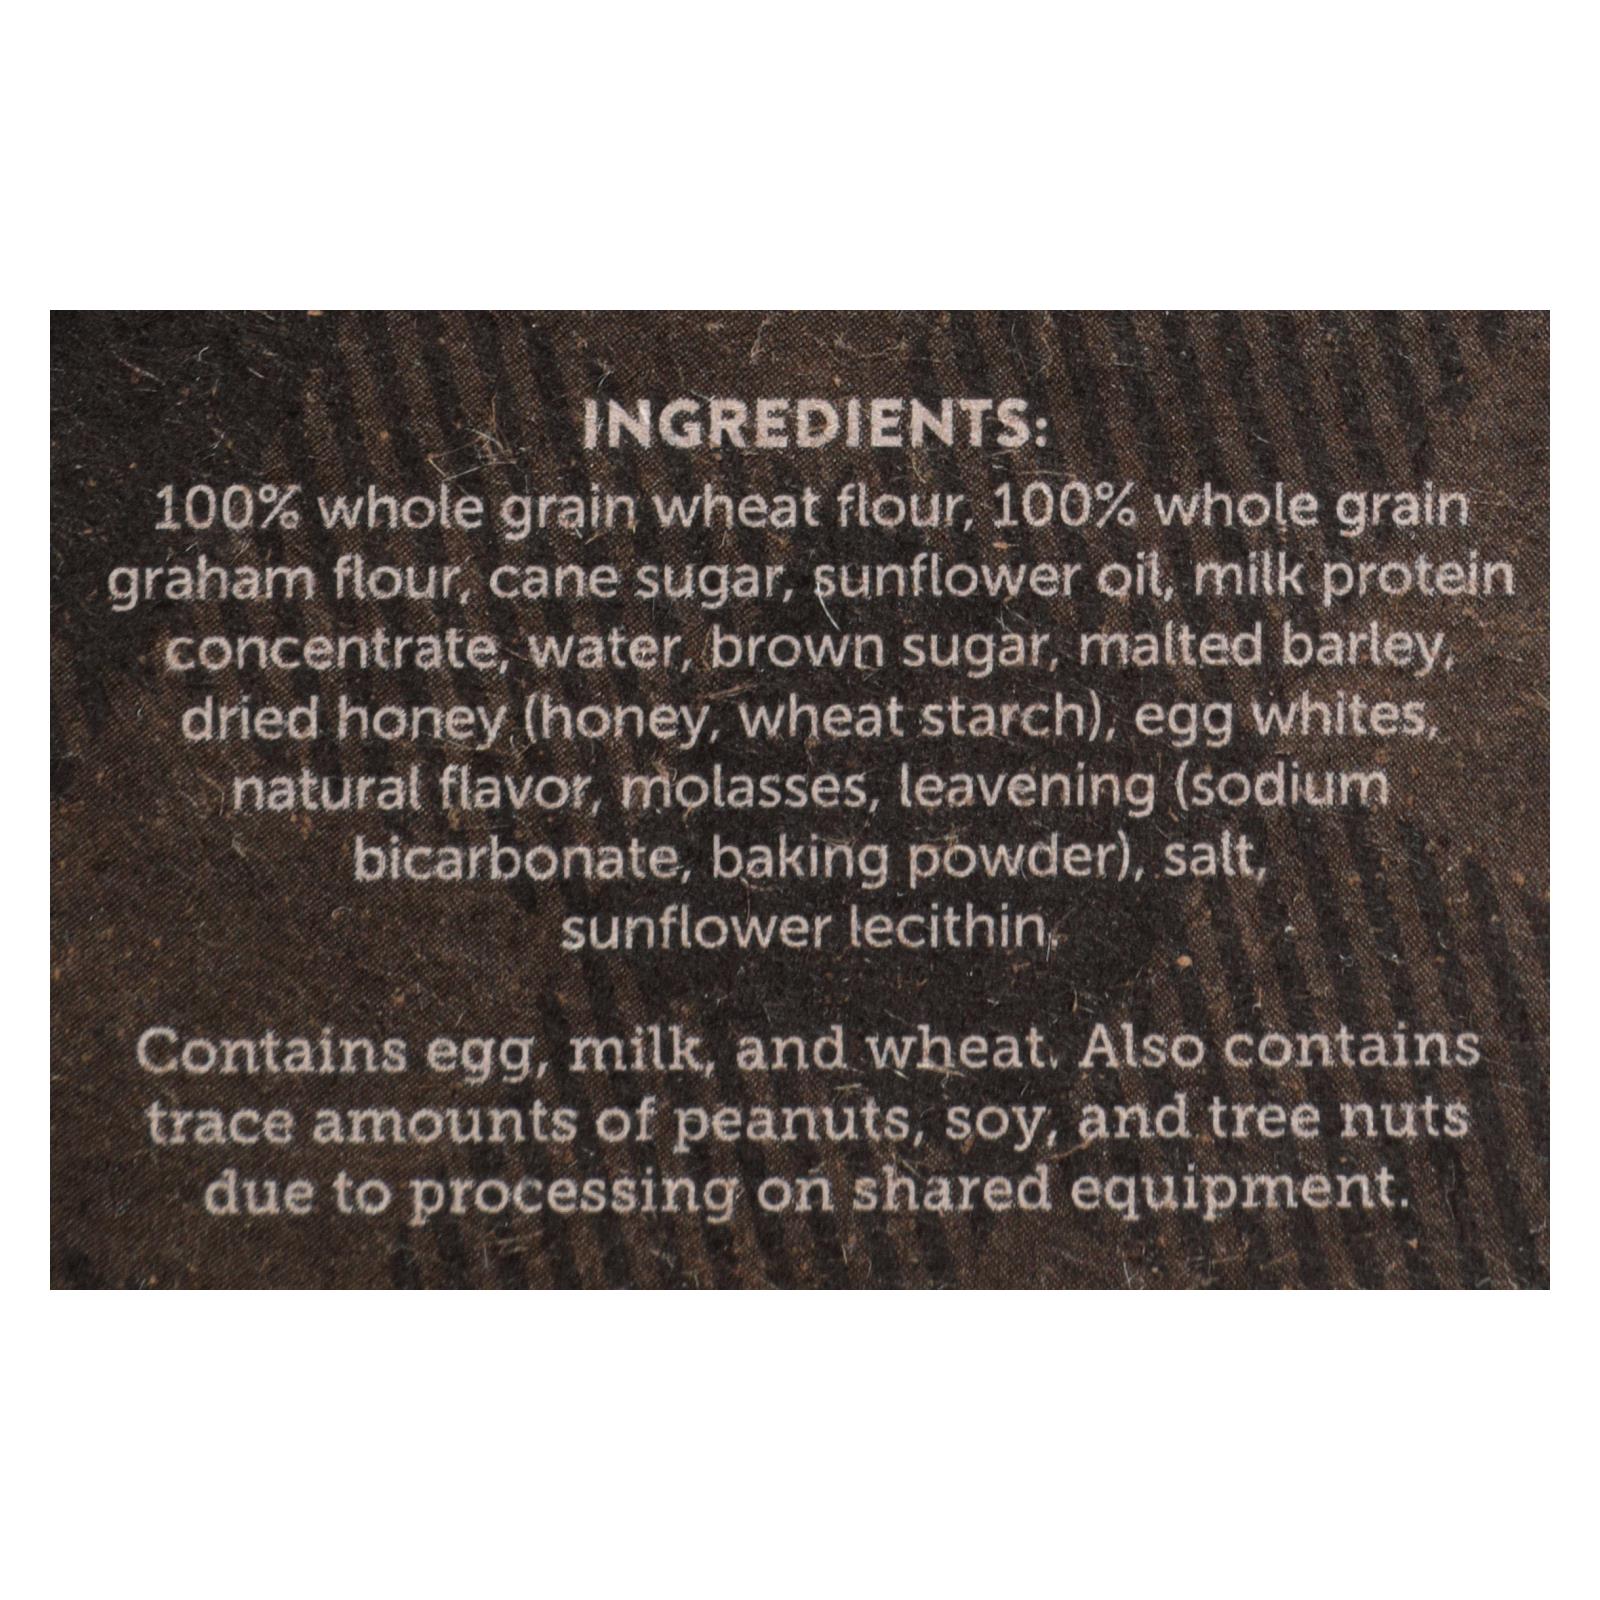 INGREDIENTS:
100% whole grain wheat flour, 100% whole grain
graham flour, cane sugar, sunflower oil, milk protein
concentrate, water, brown sugar, malted barley,
dried honey (honey, wheat starch), egg whites,
natural flavor, molasses, leavening (sodium
bicarbonate, baking powder), salt,
sunflower lecithin.
Contains egg, milk, and wheat. Also contains
trace amounts of peanuts, soy, and tree nuts
due to processing on shared equipment.